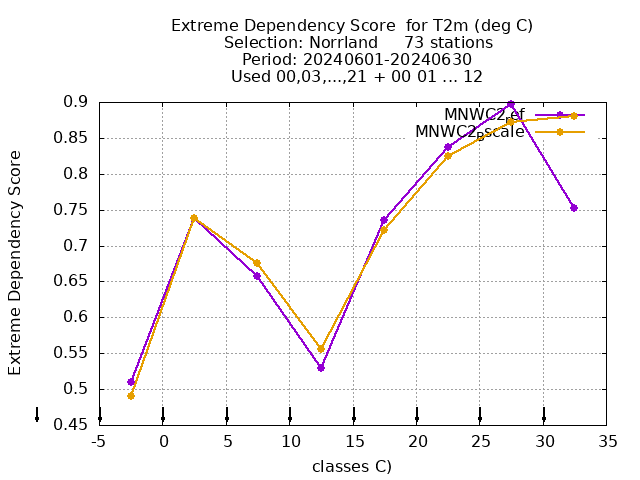 Extreme Dependency Score for T2m (deg C)
Selection: Norrland 73 stations
Period: 20240601-20240630
Used 00,03,...,21 + 00 01 ... 12
Extreme Dependency Score
0.9
0.85
0.8
0.75
0.7
0.65
0.6
0.55
0.5
0.45
-5 0 5 10 15 20 25 30 35
classes C)